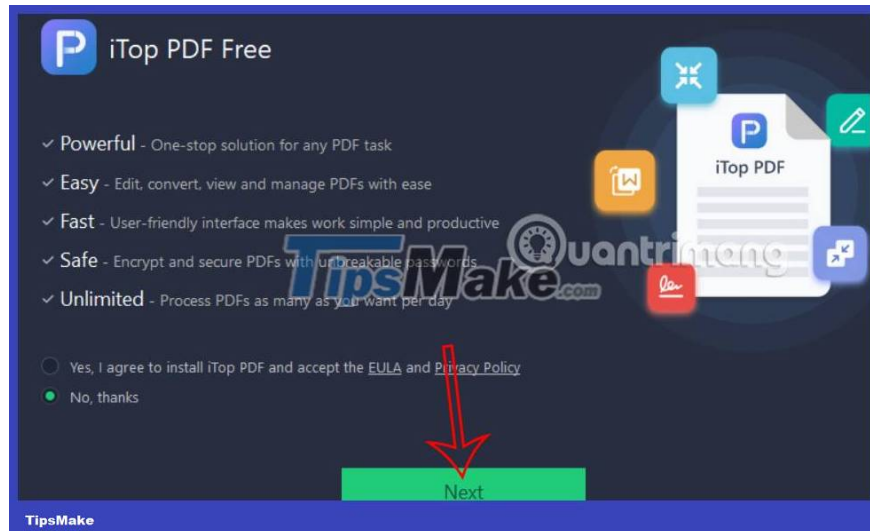 iTop PDF Free
Powerful - One-stop solution for any PDF task
Easy - Edit, convert, view and manage PDFs with ease
Fast - User-friendly interface makes work simple and productive
Safe - Encrypt and secure PDFs with unbreakable passwords
Unlimited - Process PDFs as many as you want per day
iTop PDF
TipsMake.com
Quantrimang
Yes, I agree to install iTop PDF and accept the EULA and Privacy Policy
No, thanks
Next
TipsMake